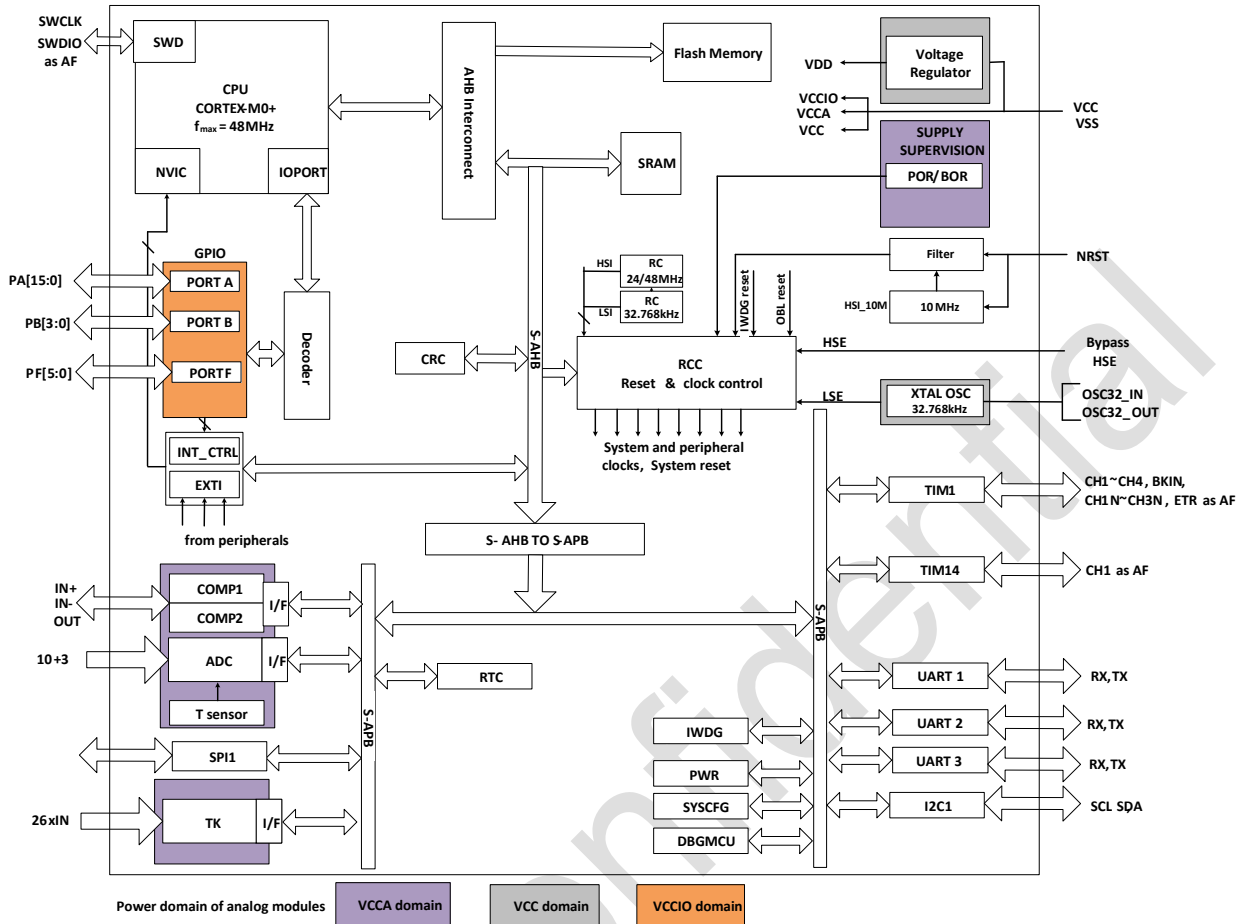 SWCLK
SWDIO
as AF
SWD
CPU
CORTEX-M0+
fmax = 48MHz
NVIC
IOPORT
AHB Interconnect
Flash Memory
SRAM
VDD
Voltage
Regulator
VCCIO
VCCA
VCC
VCC
VSS
SUPPLY
SUPERVISION
POR/BOR
GPIO
PA[15:0]
PORT A
PB[3:0]
PORT B
PF[5:0]
PORT F
Decoder
INT_CTRL
EXTI
from peripherals
CRC
S-AHB
HSI
RC
24/48MHz
LSI
RC
32.768kHz
IWDG reset
OBL reset
Filter
NRST
HSI_10M
10 MHz
RCC
Reset & clock control
HSE
Bypass
HSE
LSE
XTAL OSC
32.768kHz
OSC32_IN
OSC32_OUT
System and peripheral
clocks, System reset
S- AHB TO S-APB
IN+
IN-
OUT
COMP1
COMP2
I/F
10+3
ADC
I/F
T sensor
SPI1
26xIN
TK
I/F
S-APB
RTC
S-APB
IWDG
PWR
SYSCFG
DBGMCU
TIM1
CH1~CH4, BKIN,
CH1N~CH3N, ETR as AF
TIM14
CH1 as AF
UART 1
RX,TX
UART 2
RX,TX
UART 3
RX,TX
I2C1
SCL SDA,
Power domain of analog modules
VCCA domain
VCC domain
VCCIO domain